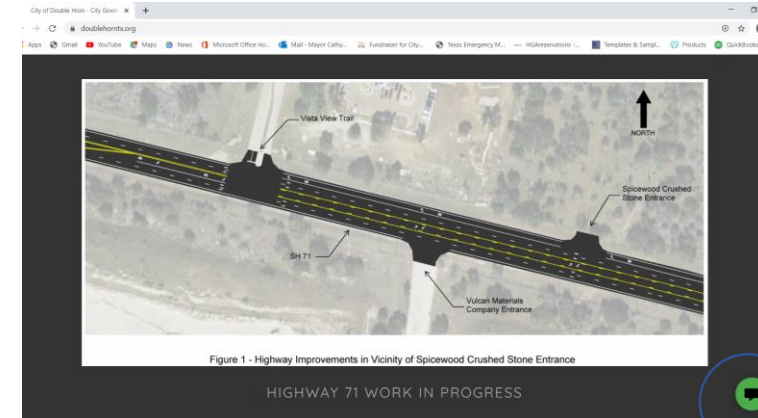 City of Double Horn - City Gover
doublehorntx.org
Apps Gmail YouTube Maps News Microsoft Office Ho... Mail - Mayor Cathy... Fundraiser for City... Texas Emergency M... HGAreservations -... Templates & Sampl... Products QuickBooks
Vista View Trail
NORTH
Spicewood Crushed
Stone Entrance
SH 71
Vulcan Materials
Company Entrance
Figure 1 - Highway Improvements in Vicinity of Spicewood Crushed Stone Entrance
HIGHWAY 71 WORK IN PROGRESS